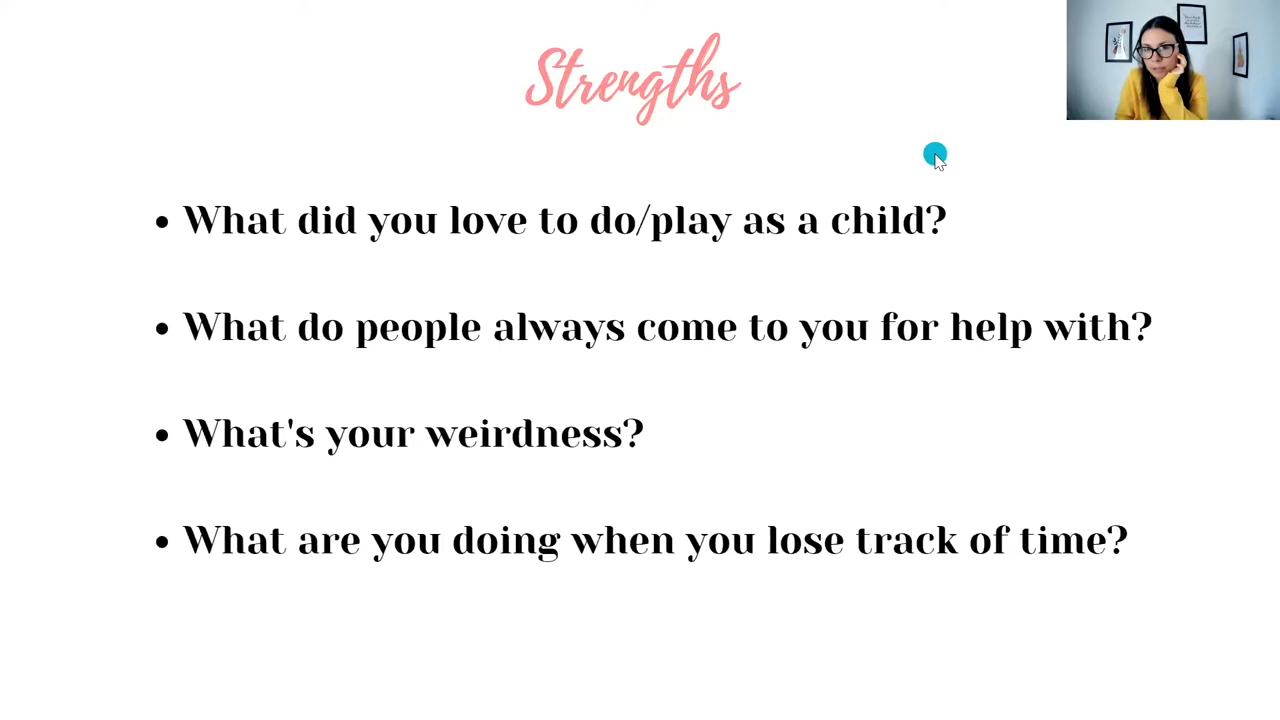 Strengths
• What did you love to do/play as a child?
• What do people always come to you for help with?
• What's your weirdness?
• What are you doing when you lose track of time?